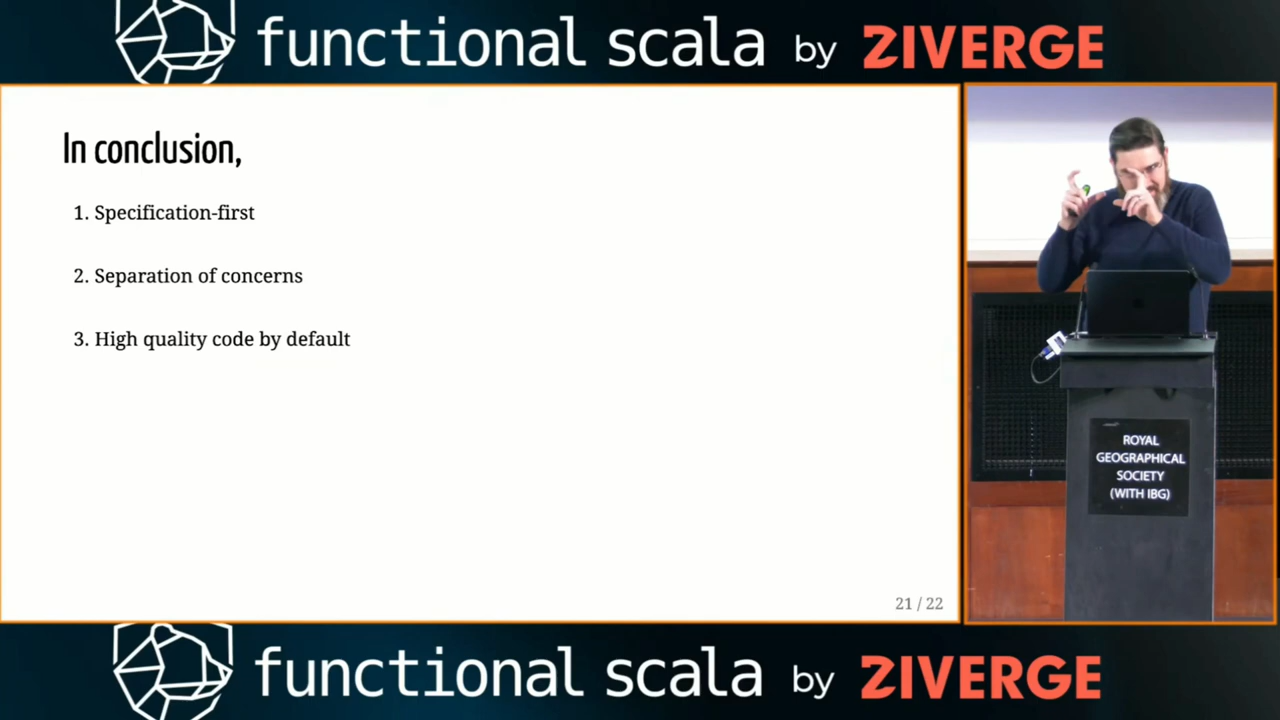 functional scala by ZIVERGE
In conclusion,
1. Specification-first
2. Separation of concerns
3. High quality code by default
21 / 22
ROYAL
GEOGRAPHICAL
SOCIETY
(WITH IBG)
functional scala by ZIVERGE